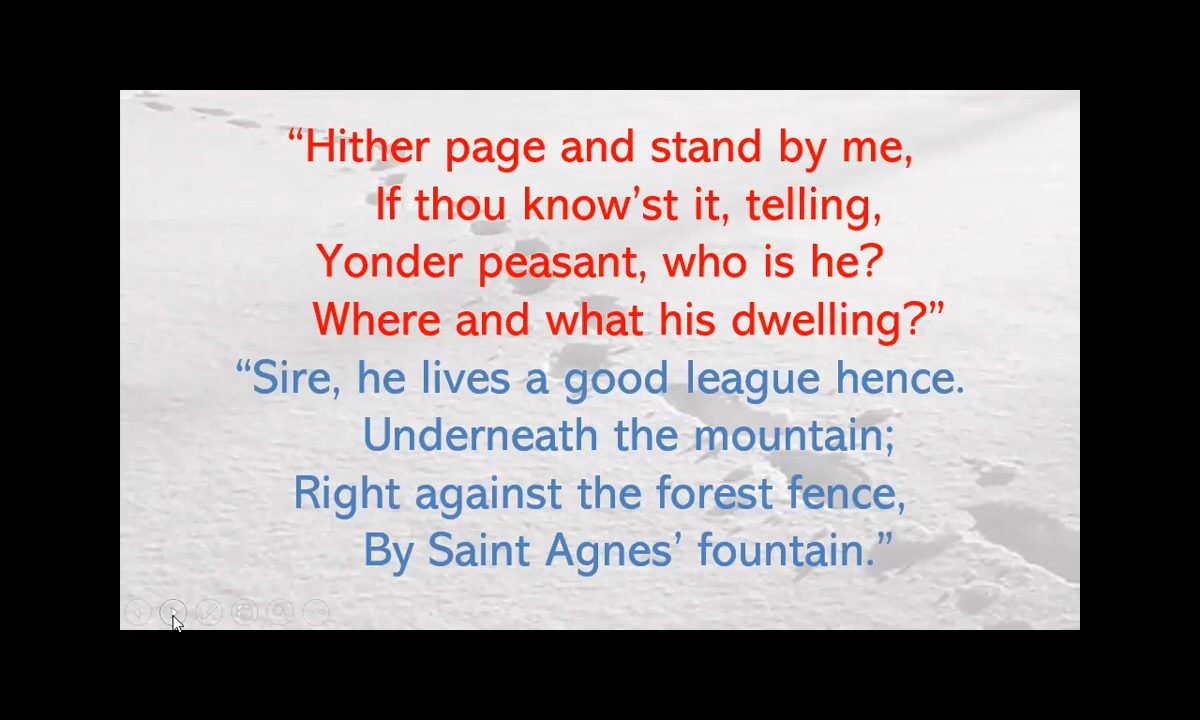 “Hither page and stand by me,
If thou know’st it, telling,
Yonder peasant, who is he?
Where and what his dwelling?”
“Sire, he lives a good league hence.
Underneath the mountain;
Right against the forest fence,
By Saint Agnes’ fountain.”